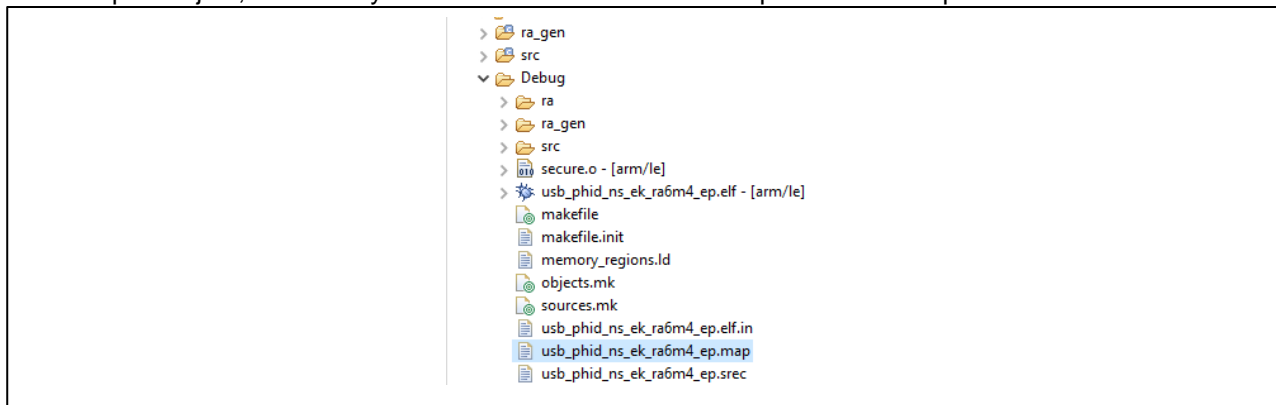 ra_gen
src
Debug
ra
ra_gen
src
secure.o - [arm/le]
usb_phid_ns_ek_ra6m4_ep.elf - [arm/le]
makefile
makefile.init
memory_regions.ld
objects.mk
sources.mk
usb_phid_ns_ek_ra6m4_ep.elf.in
usb_phid_ns_ek_ra6m4_ep.map
usb_phid_ns_ek_ra6m4_ep.srec